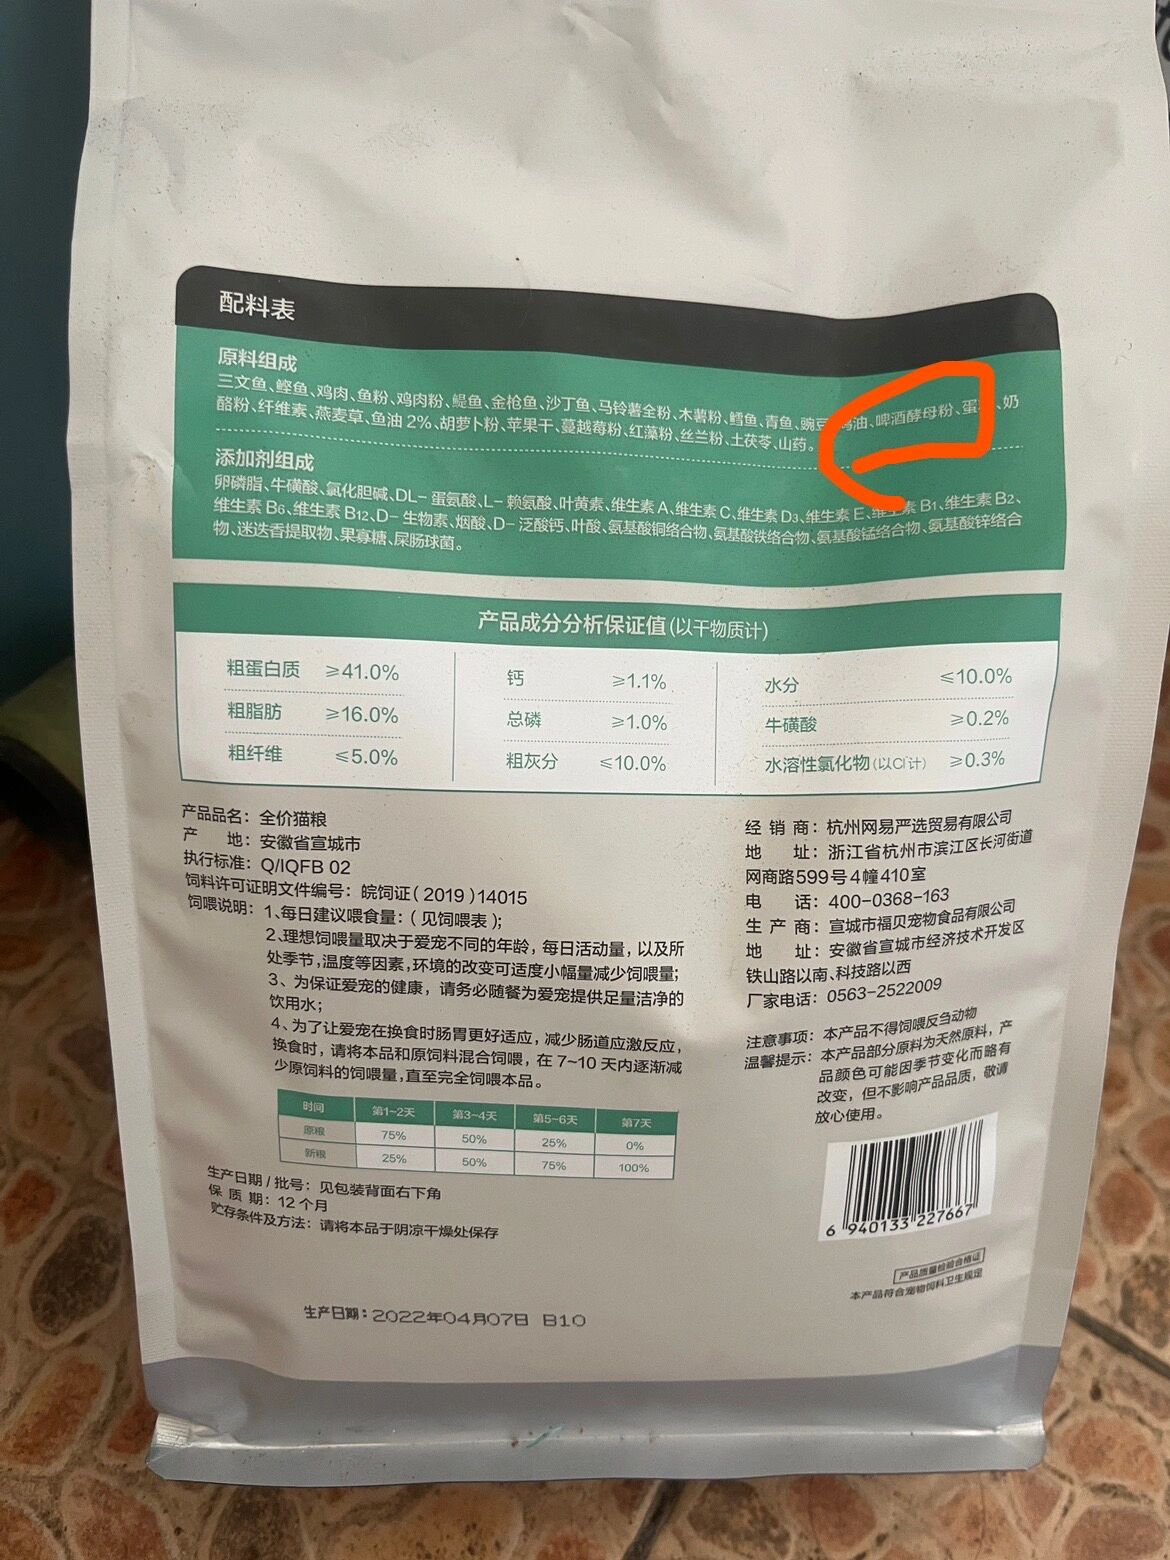 配料表
原料组成
三文鱼、鲣鱼、鸡肉、鱼粉、鸡肉粉、鳀鱼、金枪鱼、沙丁鱼、马铃薯全粉、木薯粉、鳕鱼、青鱼、豌豆、鸡油、啤酒酵母粉、蛋、奶
酪粉、纤维素、燕麦草、鱼油 2%、胡萝卜粉、苹果干、蔓越莓粉、红藻粉、丝兰粉、土茯苓、山药。
添加剂组成
卵磷脂、牛磺酸、氯化胆碱、DL-蛋氨酸、L-赖氨酸、叶黄素、维生素 A、维生素 C、维生素 D3、维生素 E、维生素 B1、维生素 B2、
维生素 B6、维生素 B12、D-生物素、烟酸、D-泛酸钙、叶酸、氨基酸铜络合物、氨基酸铁络合物、氨基酸锰络合物、氨基酸锌络合
物、迷迭香提取物、果寡糖、屎肠球菌。
产品成分分析保证值(以干物质计)
粗蛋白质 ≥41.0% 钙 ≥1.1% 水分 ≤10.0%
粗脂肪 ≥16.0% 总磷 ≥1.0% 牛磺酸 ≥0.2%
粗纤维 ≤5.0% 粗灰分 ≤10.0% 水溶性氯化物(以Cl⁻计) ≥0.3%
产品品名：全价猫粮
产 地：安徽省宣城市
执行标准：Q/IQFB 02
饲料许可证明文件编号：皖饲证(2019)14015
饲喂说明：1、每日建议喂食量：(见饲喂表)；
2、理想饲喂量取决于爱宠不同的年龄，每日活动量，以及所
处季节,温度等因素,环境的改变可适度小幅量减少饲喂量;
3、为保证爱宠的健康，请务必随餐为爱宠提供足量洁净的
饮用水；
4、为了让爱宠在换食时肠胃更好适应，减少肠道应激反应，
换食时，请将本品和原饲料混合饲喂，在 7~10 天内逐渐减
少原饲料的饲喂量,直至完全饲喂本品。
时间 第1~2天 第3~4天 第5~6天 第7天
原粮 75% 50% 25% 0%
新粮 25% 50% 75% 100%
生产日期 / 批号：见包装背面右下角
保 质 期：12 个月
贮存条件及方法：请将本品于阴凉干燥处保存
生产日期：2022年04月07日 B10
经 销 商：杭州网易严选贸易有限公司
地 址：浙江省杭州市滨江区长河街道
网商路599号4幢410室
电 话：400-0368-163
生 产 商：宣城市福贝宠物食品有限公司
地 址：安徽省宣城市经济技术开发区
铁山路以南、科技路以西
厂家电话：0563-2522009
注意事项：本产品不得饲喂反刍动物
温馨提示：本产品部分原料为天然原料，产
品颜色可能因季节变化而略有
改变，但不影响产品品质，敬请
放心使用。
6 940133 227667
产品质量检验合格证
本产品符合宠物饲料卫生规定